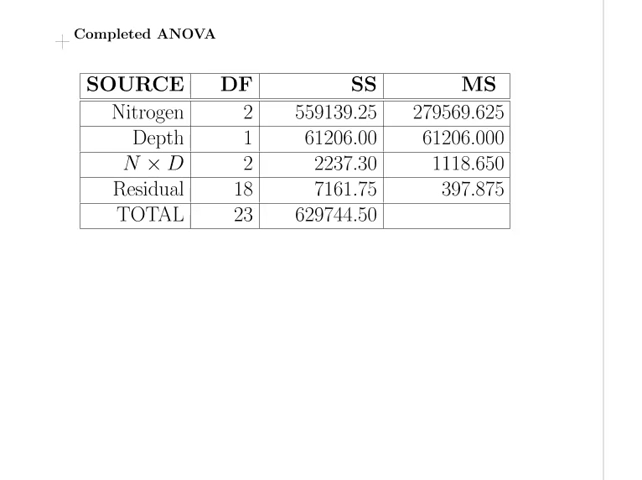 Completed ANOVA
SOURCE DF SS MS
Nitrogen 2 559139.25 279569.625
Depth 1 61206.00 61206.000
N × D 2 2237.30 1118.650
Residual 18 7161.75 397.875
TOTAL 23 629744.50